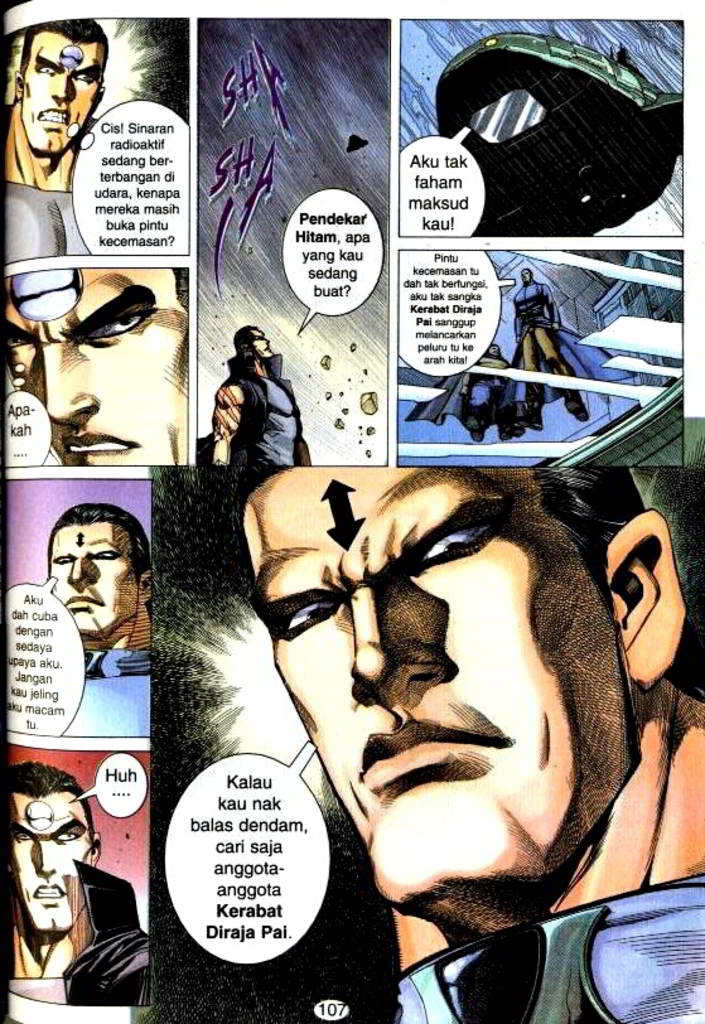 Cis! Sinaran
radioaktif
sedang ber-
terbangan di
udara, kenapa
mereka masih
buka pintu
kecemasan?
SHA
SHA
Pendekar
Hitam, apa
yang kau
sedang
buat?
Aku tak
faham
maksud
kau!
Apa-
kah
....
Pintu
kecemasan tu
dah tak berfungsi,
aku tak sangka
Kerabat Diraja
Pai sanggup
melancarkan
peluru tu ke
arah kita!
Aku
dah cuba
dengan
sedaya
upaya aku.
Jangan
kau jeling
aku macam
tu.
Huh
....
Kalau
kau nak
balas dendam,
cari saja
anggota-
anggota
Kerabat
Diraja Pai.
107